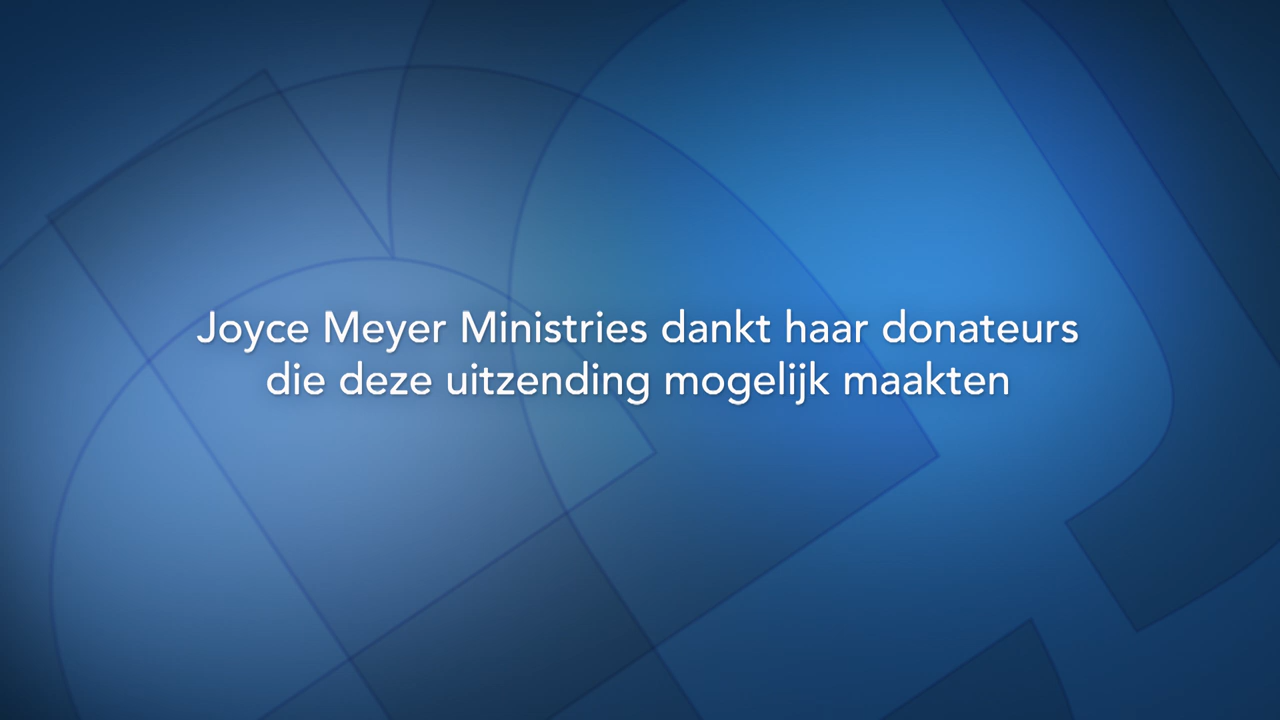 Joyce Meyer Ministries dankt haar donateurs
die deze uitzending mogelijk maakten